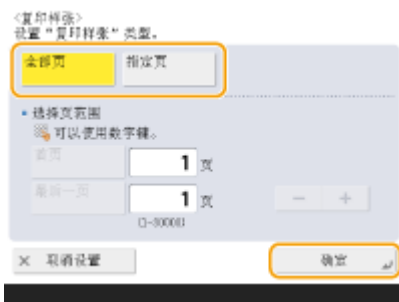 <复印样张>
设置“复印样张”类型。
全部页
指定页
选择页范围
可以使用数字键。
首页
1 页
最后一页
1 页
- +
× 取消设置
确定